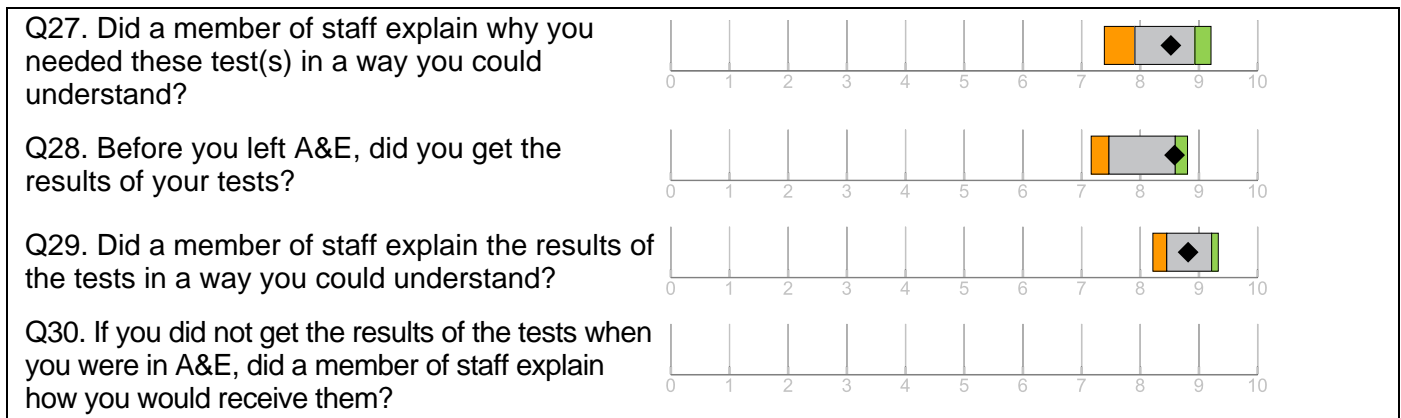 Q27. Did a member of staff explain why you
needed these test(s) in a way you could
understand?
0 1 2 3 4 5 6 7 8 9 10
Q28. Before you left A&E, did you get the
results of your tests?
0 1 2 3 4 5 6 7 8 9 10
Q29. Did a member of staff explain the results of
the tests in a way you could understand?
0 1 2 3 4 5 6 7 8 9 10
Q30. If you did not get the results of the tests when
you were in A&E, did a member of staff explain
how you would receive them?
0 1 2 3 4 5 6 7 8 9 10